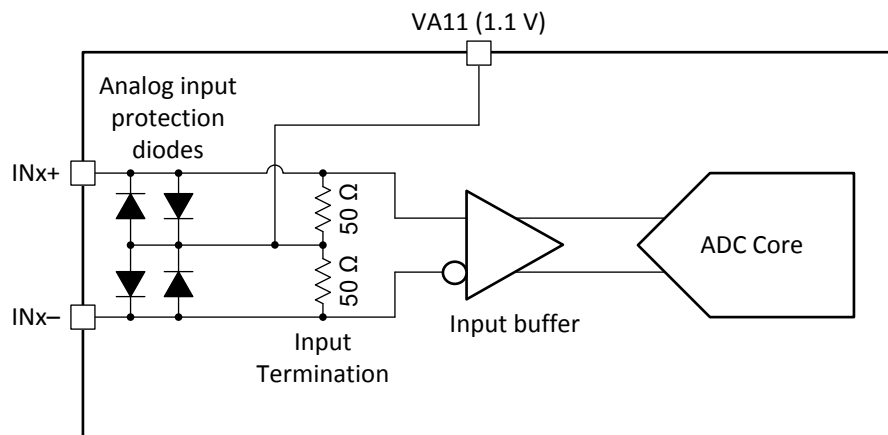 VA11 (1.1 V)
Analog input
protection
diodes
INx+
50 Ω
50 Ω
ADC Core
INx–
Input buffer
Input
Termination